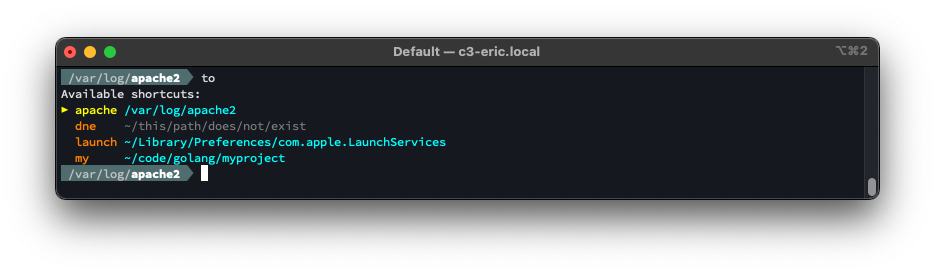 Default — c3-eric.local ⌥⌘2
/var/log/apache2 to
Available shortcuts:
► apache /var/log/apache2
dne ~/this/path/does/not/exist
launch ~/Library/Preferences/com.apple.LaunchServices
my ~/code/golang/myproject
/var/log/apache2